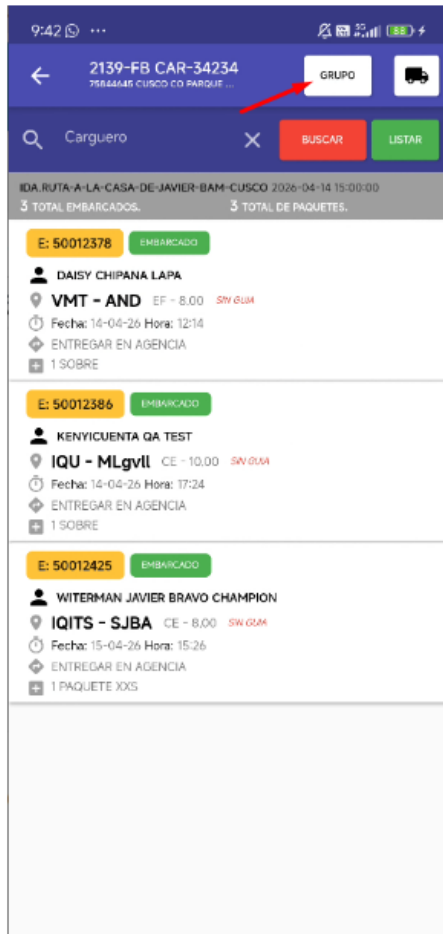 9:42
2139-FB CAR-34234
75844645 CUSCO CO PARQUE ...
GRUPO
Carguero
BUSCAR
LISTAR
IDA.RUTA-A-LA-CASA-DE-JAVIER-BAM-CUSCO 2026-04-14 15:00:00
3 TOTAL EMBARCADOS. 3 TOTAL DE PAQUETES.
E: 50012378 EMBARCADO
DAISY CHIPANA LAPA
VMT - AND EF - 8.00 SIN GUIA
Fecha: 14-04-26 Hora: 12:14
ENTREGAR EN AGENCIA
1 SOBRE
E: 50012386 EMBARCADO
KENYICUENTA QA TEST
IQU - MLgvll CE - 10.00 SIN GUIA
Fecha: 14-04-26 Hora: 17:24
ENTREGAR EN AGENCIA
1 SOBRE
E: 50012425 EMBARCADO
WITERMAN JAVIER BRAVO CHAMPION
IQITS - SJBA CE - 8.00 SIN GUIA
Fecha: 15-04-26 Hora: 15:26
ENTREGAR EN AGENCIA
1 PAQUETE XXS